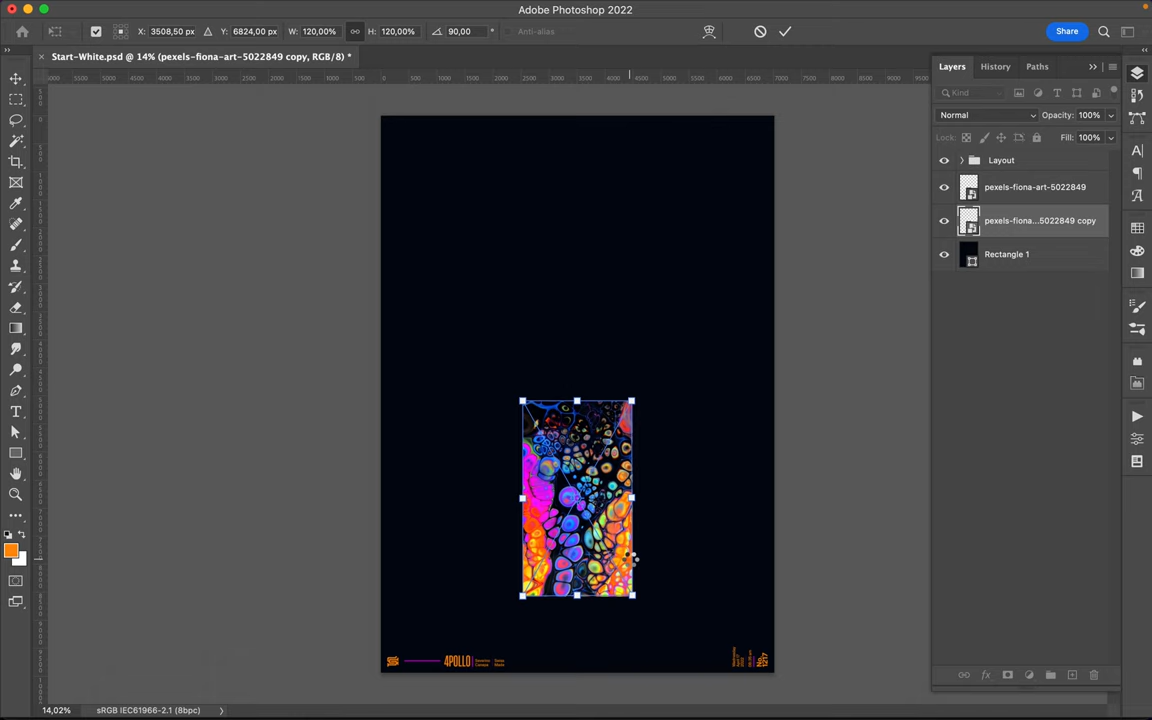 Adobe Photoshop 2022
X: 3508,50 px Y: 6824,00 px W: 120,00% H: 120,00% 90,00 ° Anti-alias Share
Start-White.psd @ 14% (pexels-fiona-art-5022849 copy, RGB/8) *
Layers History Paths
Kind
Normal Opacity: 100%
Lock: Fill: 100%
Layout
pexels-fiona-art-5022849
pexels-fiona...5022849 copy
Rectangle 1
4POLLO
No. 1217
14,02% sRGB IEC61966-2.1 (8bpc)